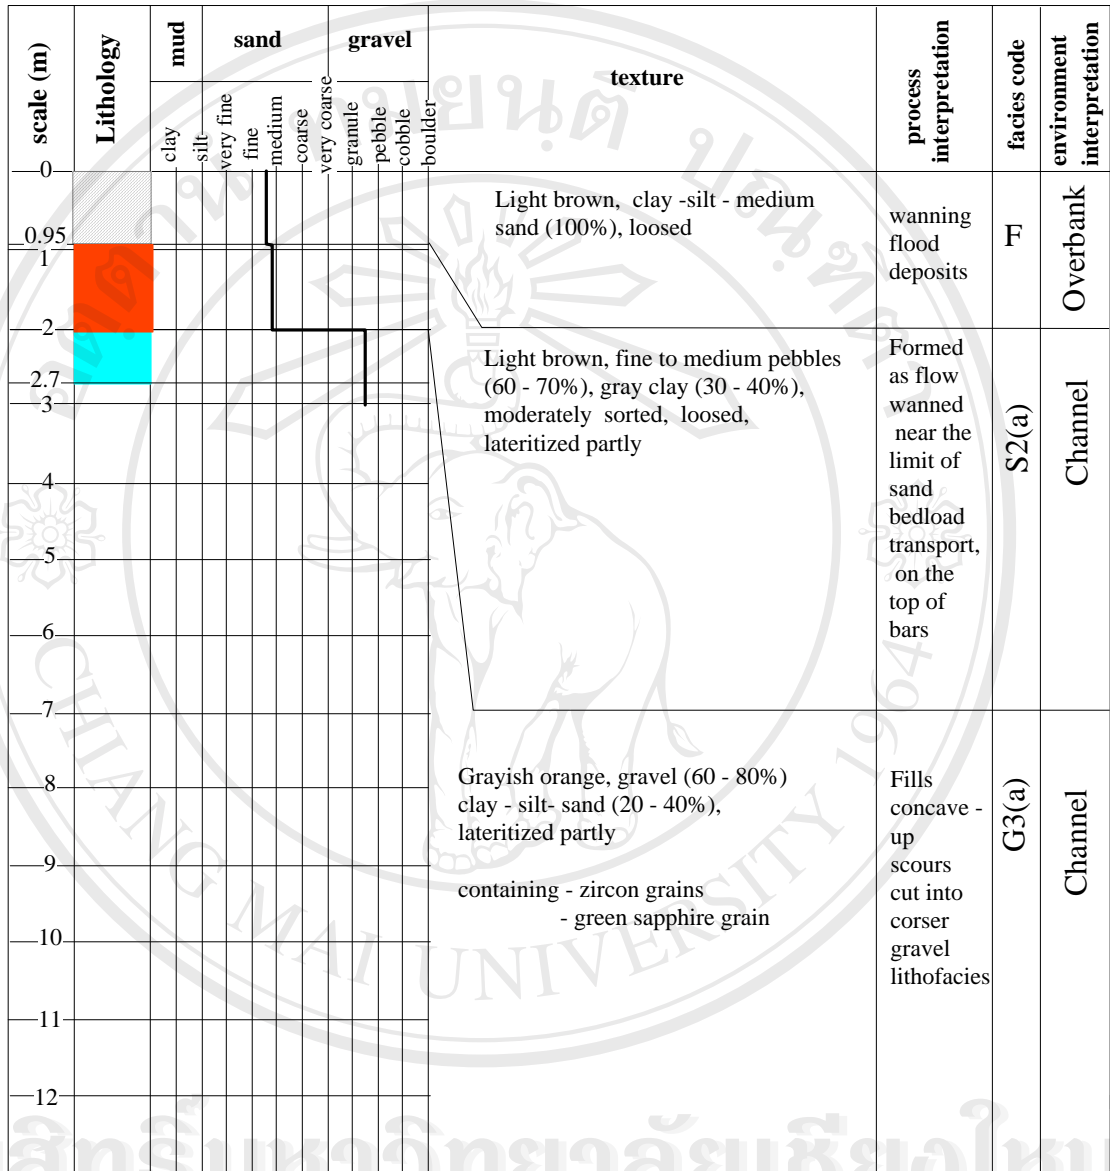 scale (m)
Lithology
mud
sand
gravel
clay
silt
very fine
fine
medium
coarse
very coarse
granule
pebble
cobble
boulder
texture
process
interpretation
facies code
environment
interpretation
0
0.95
1
2
2.7
3
4
5
6
7
8
9
10
11
12
Light brown, clay -silt - medium
sand (100%), loosed
wanning
flood
deposits
F
Overbank
Light brown, fine to medium pebbles
(60 - 70%), gray clay (30 - 40%),
moderately sorted, loosed,
lateritized partly
Formed
as flow
wanned
near the
limit of
sand
bedload
transport,
on the
top of
bars
S2(a)
Channel
Grayish orange, gravel (60 - 80%)
clay - silt- sand (20 - 40%),
lateritized partly
containing - zircon grains
- green sapphire grain
Fills
concave -
up
scours
cut into
corser
gravel
lithofacies
G3(a)
Channel
CHIANG MAI UNIVERSITY 1964